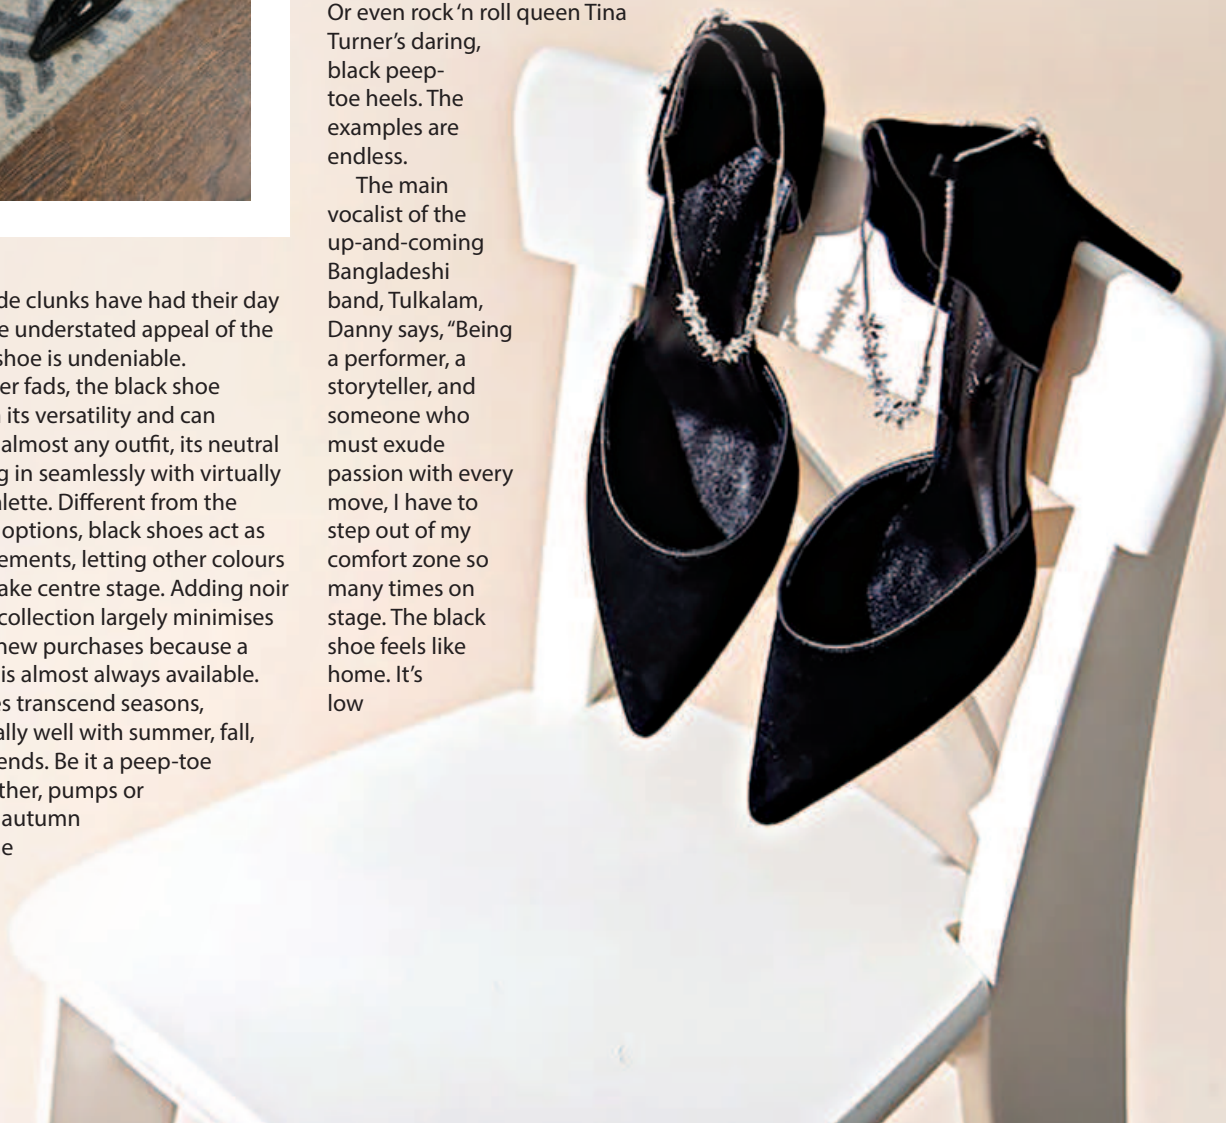 de clunks have had their day
e understated appeal of the
shoe is undeniable.
er fads, the black shoe
its versatility and can
almost any outfit, its neutral
g in seamlessly with virtually
lette. Different from the
options, black shoes act as
ements, letting other colours
ake centre stage. Adding noir
collection largely minimises
new purchases because a
is almost always available.
es transcend seasons,
ally well with summer, fall,
ends. Be it a peep-toe
ther, pumps or
autumn
e
Or even rock ‘n roll queen Tina
Turner’s daring,
black peep-
toe heels. The
examples are
endless.
The main
vocalist of the
up-and-coming
Bangladeshi
band, Tulkalam,
Danny says, “Being
a performer, a
storyteller, and
someone who
must exude
passion with every
move, I have to
step out of my
comfort zone so
many times on
stage. The black
shoe feels like
home. It’s
low